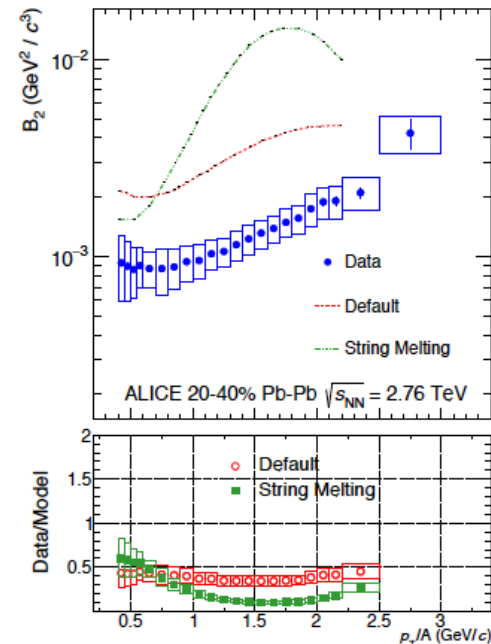 B₂ (GeV² / c³)
10⁻²
10⁻³
Data
Default
String Melting
ALICE 20-40% Pb-Pb √s_NN = 2.76 TeV
Data/Model
2
1.5
1
0.5
Default
String Melting
0.5 1 1.5 2 2.5 3
p_T/A (GeV/c)